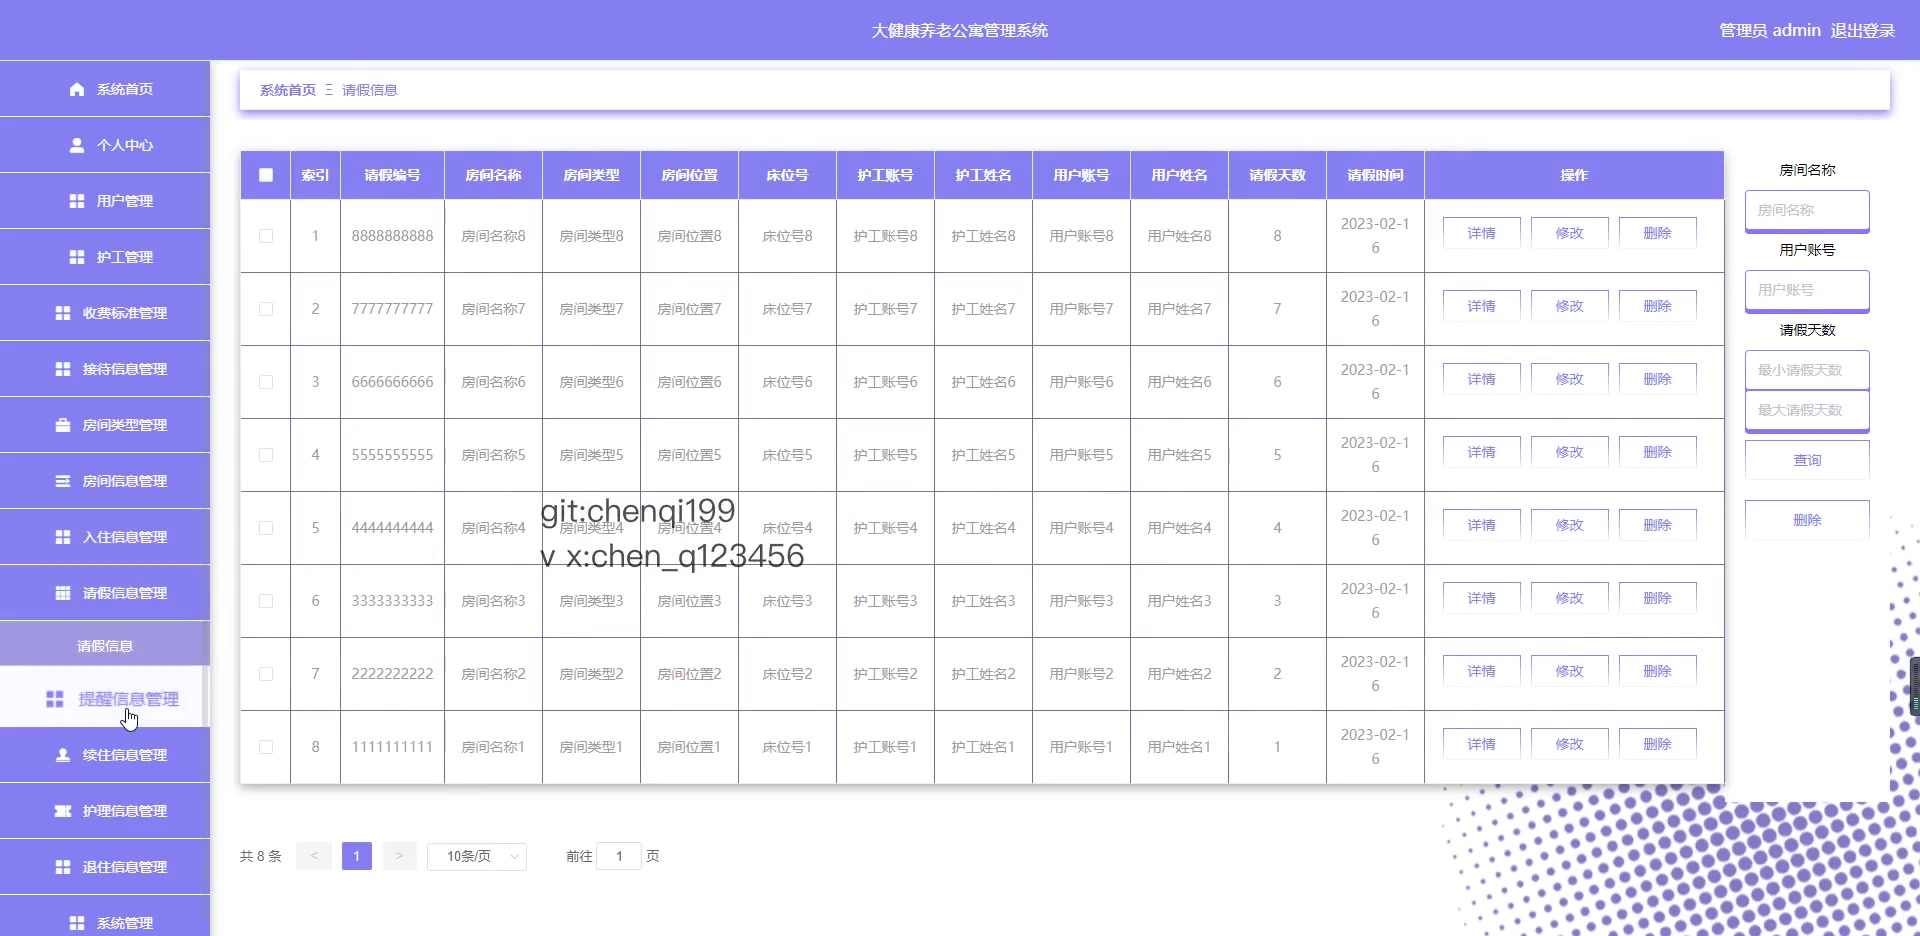 大健康养老公寓管理系统
管理员 admin 退出登录
系统首页
个人中心
用户管理
护工管理
收费标准管理
接待信息管理
房间类型管理
房间信息管理
入住信息管理
请假信息管理
请假信息
提醒信息管理
续住信息管理
护理信息管理
退住信息管理
系统管理
系统首页 Ξ 请假信息
索引 请假编号 房间名称 房间类型 房间位置 床位号 护工账号 护工姓名 用户账号 用户姓名 请假天数 请假时间 操作
1 8888888888 房间名称8 房间类型8 房间位置8 床位号8 护工账号8 护工姓名8 用户账号8 用户姓名8 8 2023-02-1
6 详情 修改 删除
2 7777777777 房间名称7 房间类型7 房间位置7 床位号7 护工账号7 护工姓名7 用户账号7 用户姓名7 7 2023-02-1
6 详情 修改 删除
3 6666666666 房间名称6 房间类型6 房间位置6 床位号6 护工账号6 护工姓名6 用户账号6 用户姓名6 6 2023-02-1
6 详情 修改 删除
4 5555555555 房间名称5 房间类型5 房间位置5 床位号5 护工账号5 护工姓名5 用户账号5 用户姓名5 5 2023-02-1
6 详情 修改 删除
5 4444444444 房间名称4 房间类型4 房间位置4 床位号4 护工账号4 护工姓名4 用户账号4 用户姓名4 4 2023-02-1
6 详情 修改 删除
6 3333333333 房间名称3 房间类型3 房间位置3 床位号3 护工账号3 护工姓名3 用户账号3 用户姓名3 3 2023-02-1
6 详情 修改 删除
7 2222222222 房间名称2 房间类型2 房间位置2 床位号2 护工账号2 护工姓名2 用户账号2 用户姓名2 2 2023-02-1
6 详情 修改 删除
8 1111111111 房间名称1 房间类型1 房间位置1 床位号1 护工账号1 护工姓名1 用户账号1 用户姓名1 1 2023-02-1
6 详情 修改 删除
git:chenqi199
v x:chen_q123456
房间名称
房间名称
用户账号
用户账号
请假天数
最小请假天数
最大请假天数
查询
删除
共 8 条 < 1 > 10条/页 前往 1 页